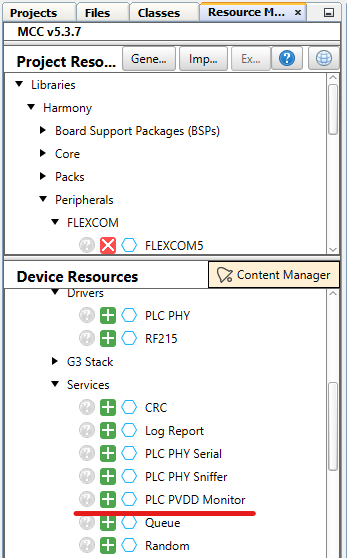 Projects Files Classes Resource M... ×
MCC v5.3.7
Project Reso... Gene... Imp... Ex...
Libraries
Harmony
Board Support Packages (BSPs)
Core
Packs
Peripherals
FLEXCOM
FLEXCOM5
Device Resources Content Manager
Drivers
PLC PHY
RF215
G3 Stack
Services
CRC
Log Report
PLC PHY Serial
PLC PHY Sniffer
PLC PVDD Monitor
Queue
Random